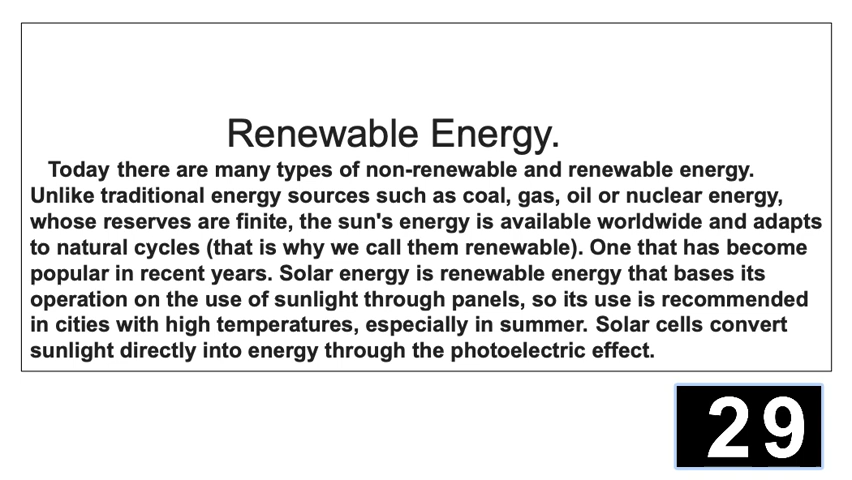 Renewable Energy.
Today there are many types of non-renewable and renewable energy.
Unlike traditional energy sources such as coal, gas, oil or nuclear energy,
whose reserves are finite, the sun's energy is available worldwide and adapts
to natural cycles (that is why we call them renewable). One that has become
popular in recent years. Solar energy is renewable energy that bases its
operation on the use of sunlight through panels, so its use is recommended
in cities with high temperatures, especially in summer. Solar cells convert
sunlight directly into energy through the photoelectric effect.
29